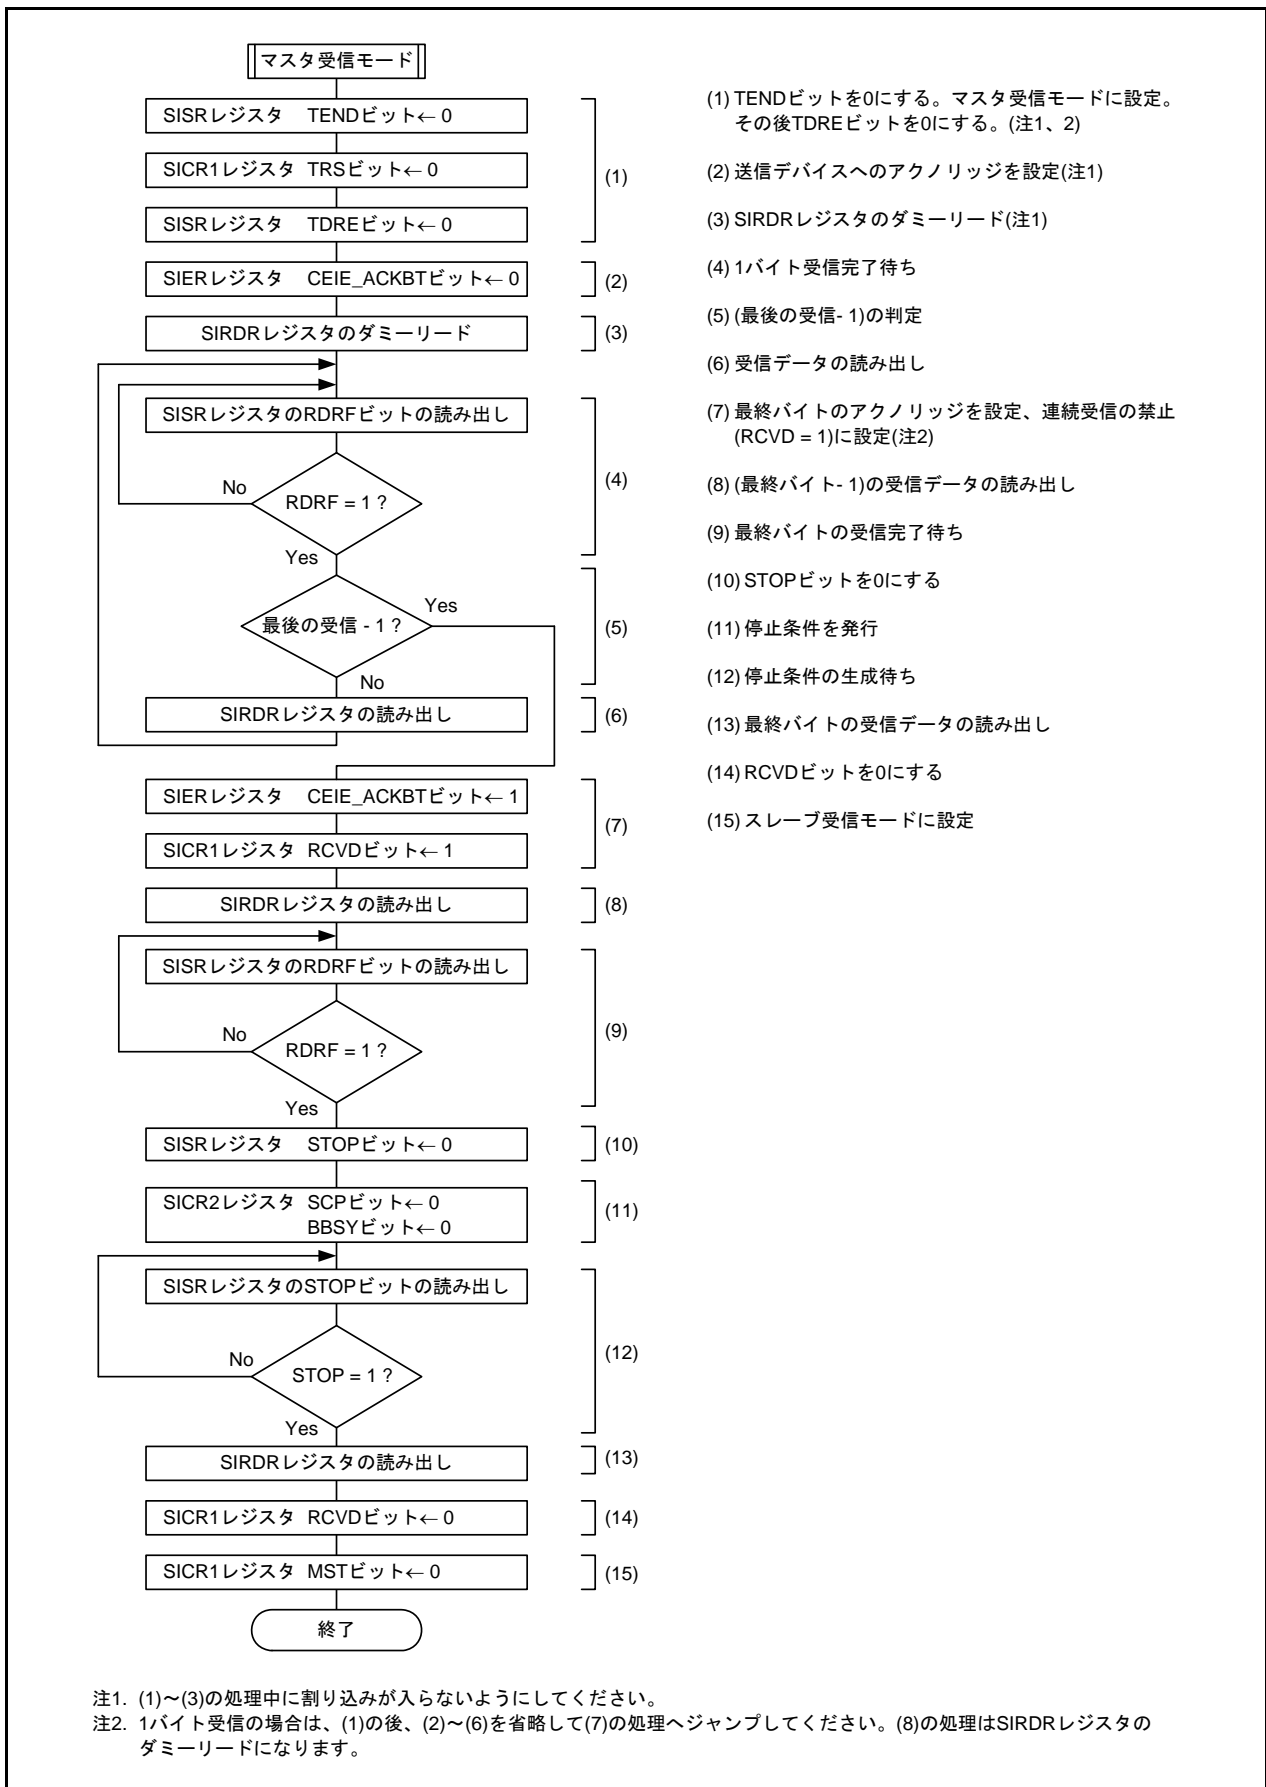 マスタ受信モード
SISRレジスタ TENDビット← 0
SICR1レジスタ TRSビット← 0
SISRレジスタ TDREビット← 0
(1)
SIERレジスタ CEIE_ACKBTビット← 0
(2)
SIRDRレジスタのダミーリード
(3)
SISRレジスタのRDRFビットの読み出し
RDRF = 1 ?
No
Yes
(4)
最後の受信 - 1 ?
Yes
No
(5)
SIRDRレジスタの読み出し
(6)
SIERレジスタ CEIE_ACKBTビット← 1
SICR1レジスタ RCVDビット← 1
(7)
SIRDRレジスタの読み出し
(8)
SISRレジスタのRDRFビットの読み出し
RDRF = 1 ?
No
Yes
(9)
SISRレジスタ STOPビット← 0
(10)
SICR2レジスタ SCPビット← 0
BBSYビット← 0
(11)
SISRレジスタのSTOPビットの読み出し
STOP = 1 ?
No
Yes
(12)
SIRDRレジスタの読み出し
(13)
SICR1レジスタ RCVDビット← 0
(14)
SICR1レジスタ MSTビット← 0
(15)
終了
(1) TENDビットを0にする。マスタ受信モードに設定。
その後TDREビットを0にする。(注1、2)
(2) 送信デバイスへのアクノリッジを設定(注1)
(3) SIRDRレジスタのダミーリード(注1)
(4) 1バイト受信完了待ち
(5) (最後の受信- 1)の判定
(6) 受信データの読み出し
(7) 最終バイトのアクノリッジを設定、連続受信の禁止
(RCVD = 1)に設定(注2)
(8) (最終バイト- 1)の受信データの読み出し
(9) 最終バイトの受信完了待ち
(10) STOPビットを0にする
(11) 停止条件を発行
(12) 停止条件の生成待ち
(13) 最終バイトの受信データの読み出し
(14) RCVDビットを0にする
(15) スレーブ受信モードに設定
注1. (1)～(3)の処理中に割り込みが入らないようにしてください。
注2. 1バイト受信の場合は、(1)の後、(2)～(6)を省略して(7)の処理へジャンプしてください。(8)の処理はSIRDRレジスタの
ダミーリードになります。